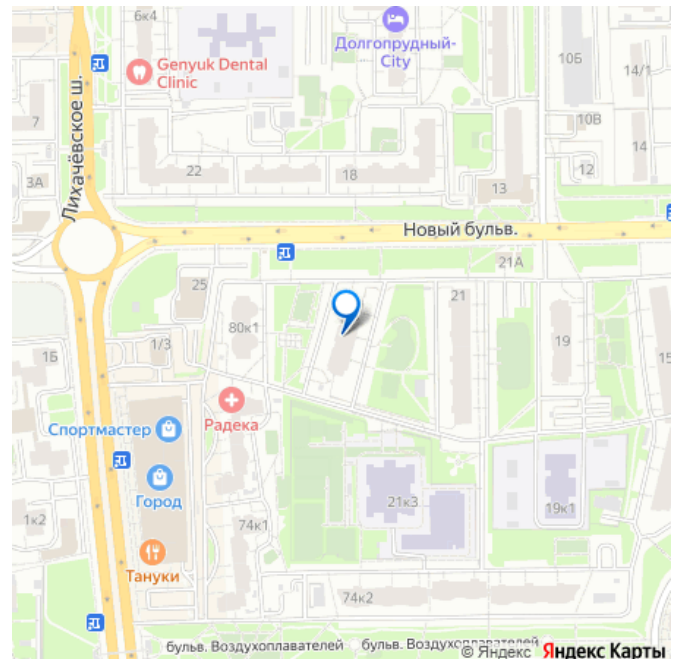 6к4
Genyuk Dental
Clinic
Долгопрудный-
City
10Б
14/1
7
10В
14
3А
22
18
12
13
Лихачёвское ш.
Новый бульв.
21А
25
21
80к1
1/3
19
1Б
15
Радека
Спортмастер
Город
21к3
19к1
1к2
74к1
Тануки
74к2
бульв. Воздухоплавателей
бульв. Воздухоплавателей
© Яндекс Яндекс Карты